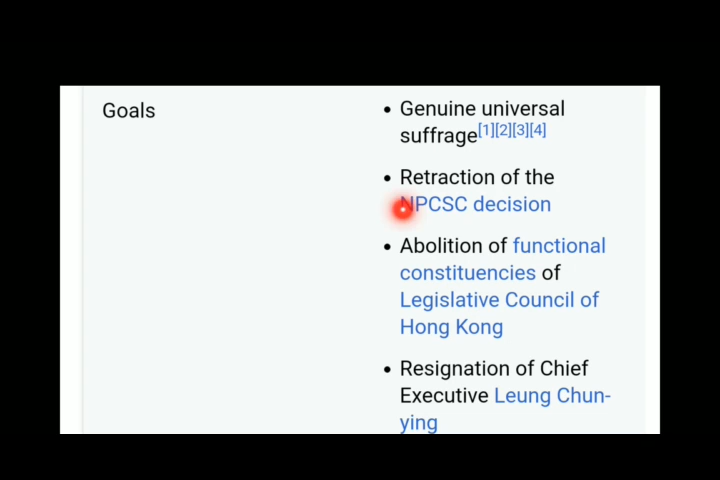 Goals
• Genuine universal
suffrage[1][2][3][4]
• Retraction of the
NPCSC decision
• Abolition of functional
constituencies of
Legislative Council of
Hong Kong
• Resignation of Chief
Executive Leung Chun-
ying